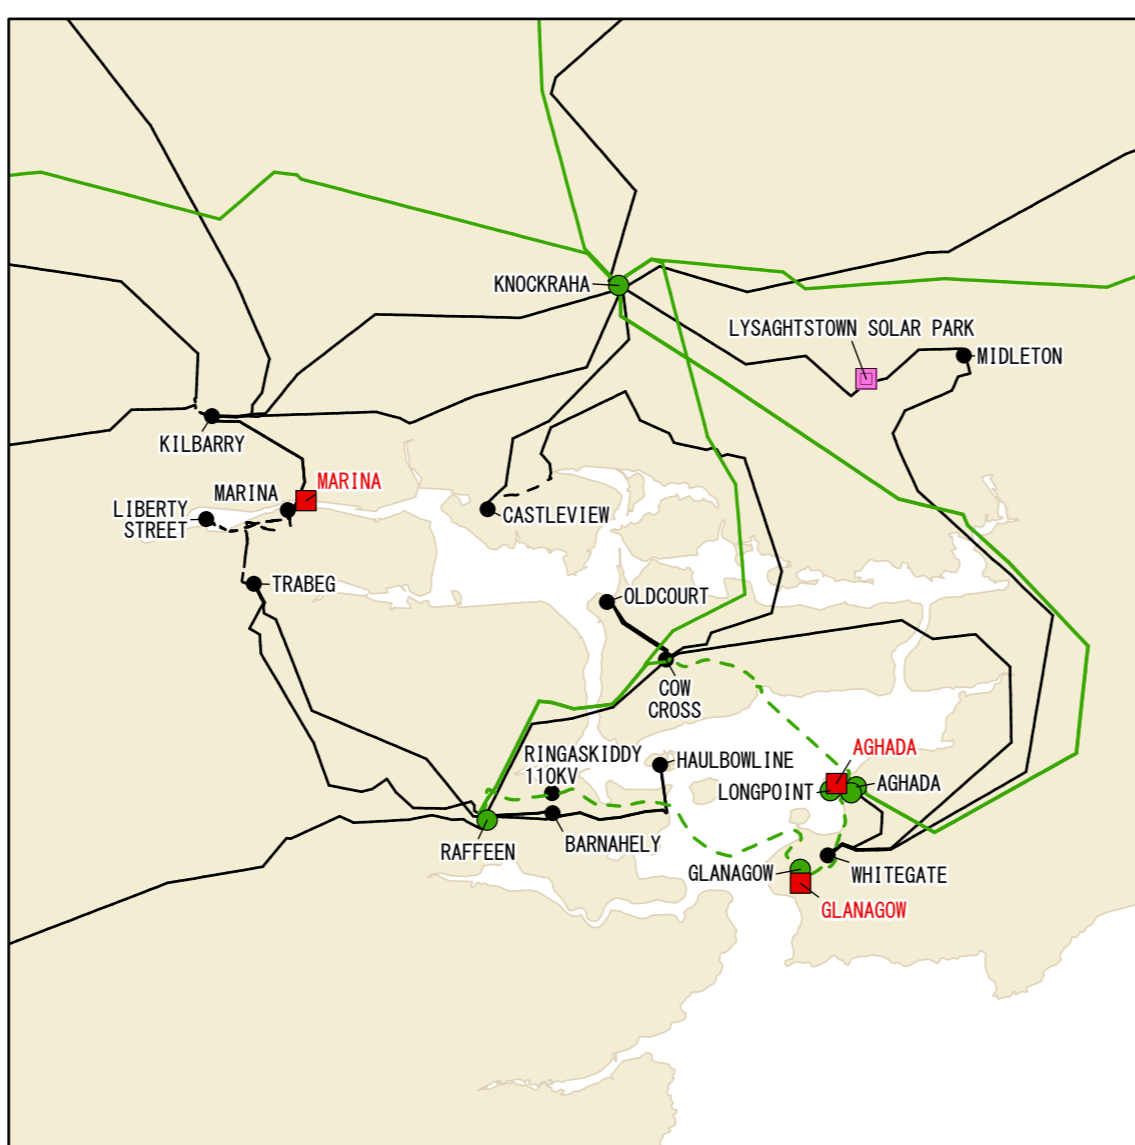 KNOCKRAHA
LYSAGHTSTOWN SOLAR PARK
MIDLETON
KILBARRY
MARINA
MARINA
LIBERTY
STREET
CASTLEVIEW
TRABEG
OLDCOURT
COW
CROSS
RINGASKIDDY
110KV
HAULBOWLINE
AGHADA
LONGPOINT
AGHADA
RAFFEEN
BARNAHELY
GLANAGOW
WHITEGATE
GLANAGOW